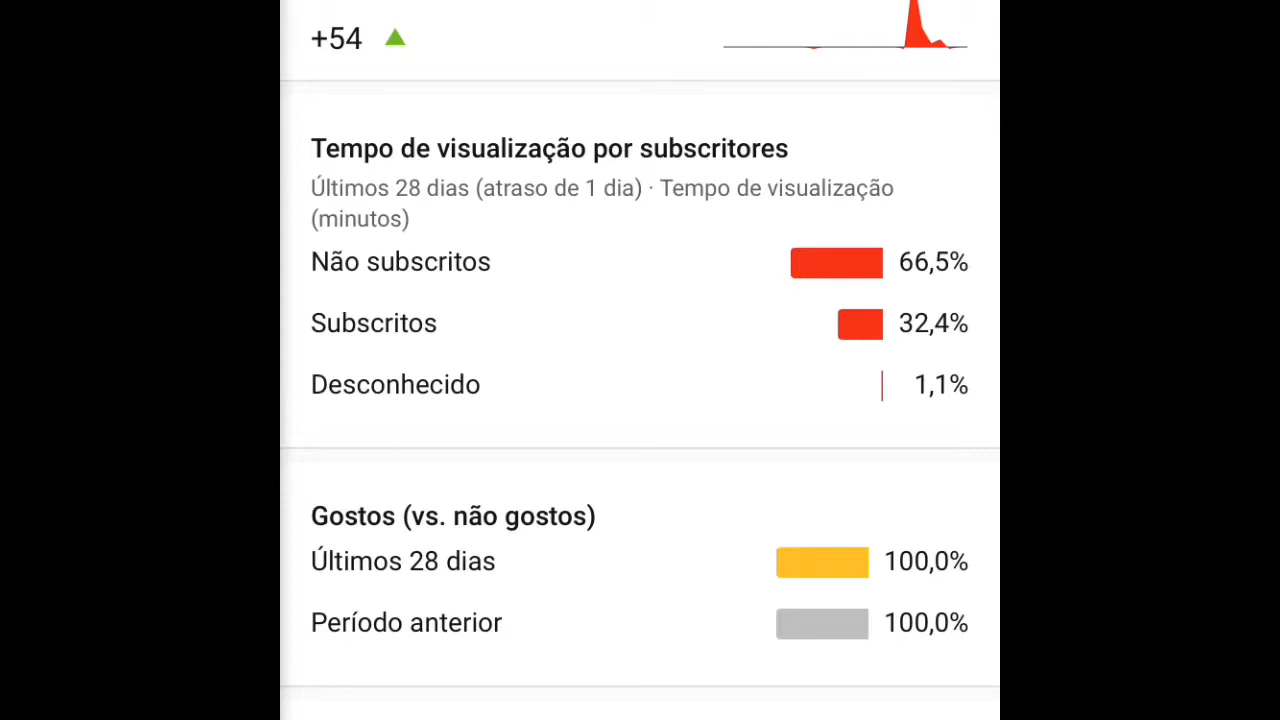 +54
Tempo de visualização por subscritores
Últimos 28 dias (atraso de 1 dia) · Tempo de visualização
(minutos)
Não subscritos 66,5%
Subscritos 32,4%
Desconhecido 1,1%
Gostos (vs. não gostos)
Últimos 28 dias 100,0%
Período anterior 100,0%